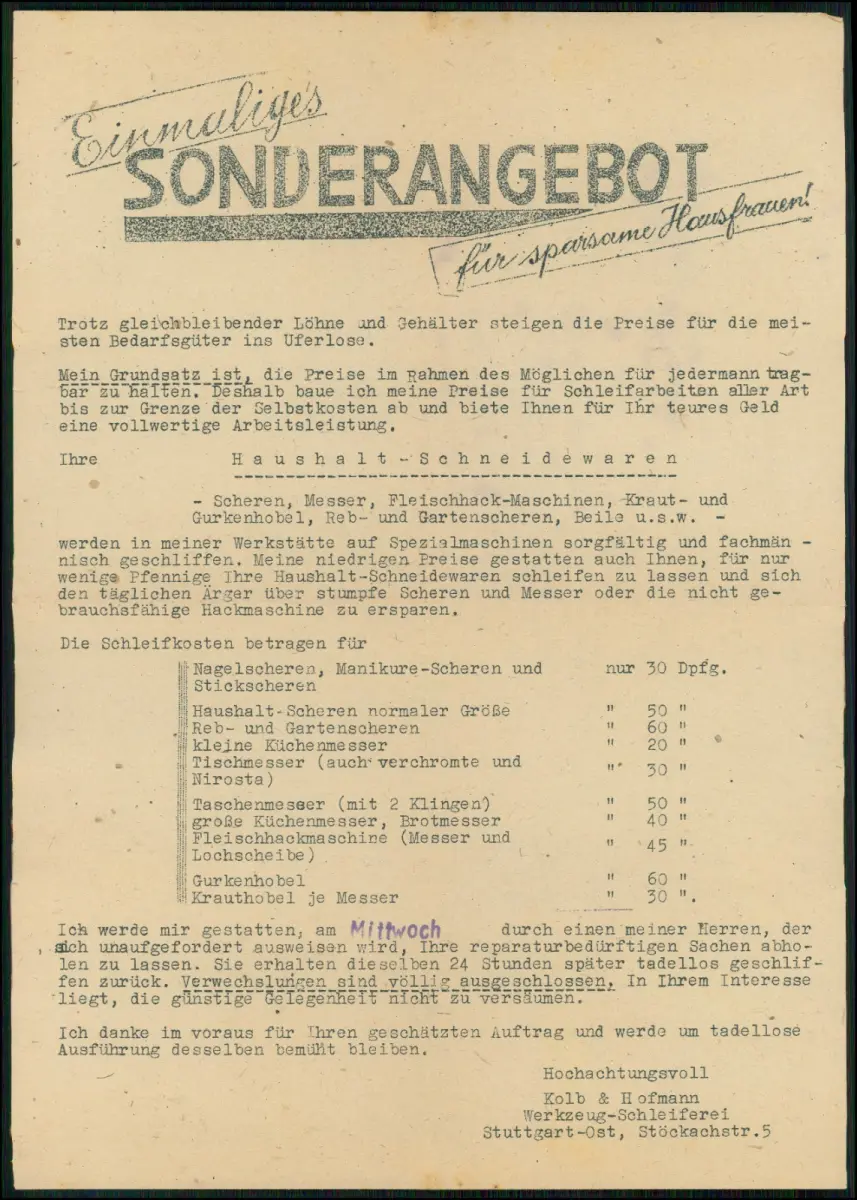 Einmaliges
SONDERANGEBOT
für sparsame Hausfrauen!
Trotz gleichbleibender Löhne und Gehälter steigen die Preise für die mei-
sten Bedarfsgüter ins Uferlose.
Mein Grundsatz ist, die Preise im Rahmen des Möglichen für jedermann trag-
bar zu halten. Deshalb baue ich meine Preise für Schleifarbeiten aller Art
bis zur Grenze der Selbstkosten ab und biete Ihnen für Ihr teures Geld
eine vollwertige Arbeitsleistung.
Ihre Haushalt-Schneidewaren
- Scheren, Messer, Fleischhack-Maschinen, Kraut- und
Gurkenhobel, Reb- und Gartenscheren, Beile u.s.w. -
werden in meiner Werkstätte auf Spezialmaschinen sorgfältig und fachmän -
nisch geschliffen. Meine niedrigen Preise gestatten auch Ihnen, für nur
wenige Pfennige Ihre Haushalt-Schneidewaren schleifen zu lassen und sich
den täglichen Ärger über stumpfe Scheren und Messer oder die nicht ge-
brauchsfähige Hackmaschine zu ersparen.
Die Schleifkosten betragen für
Nagelscheren, Manikure-Scheren und nur 30 Dpfg.
Stickscheren
Haushalt-Scheren normaler Größe " 50 "
Reb- und Gartenscheren " 60 "
kleine Küchenmesser " 20 "
Tischmesser (auch verchromte und
Nirosta) " 30 "
Taschenmesser (mit 2 Klingen) " 50 "
große Küchenmesser, Brotmesser " 40 "
Fleischhackmaschine (Messer und
Lochscheibe) " 45 "
Gurkenhobel " 60 "
Krauthobel je Messer " 30 ".
Ich werde mir gestatten, am Mittwoch durch einen meiner Herren, der
sich unaufgefordert ausweisen wird, Ihre reparaturbedürftigen Sachen abho-
len zu lassen. Sie erhalten dieselben 24 Stunden später tadellos geschlif-
fen zurück. Verwechslungen sind völlig ausgeschlossen. In Ihrem Interesse
liegt, die günstige Gelegenheit nicht zu versäumen.
Ich danke im voraus für Ihren geschätzten Auftrag und werde um tadellose
Ausführung desselben bemüht bleiben.
Hochachtungsvoll
Kolb & Hofmann
Werkzeug-Schleiferei
Stuttgart-Ost, Stöckachstr.5